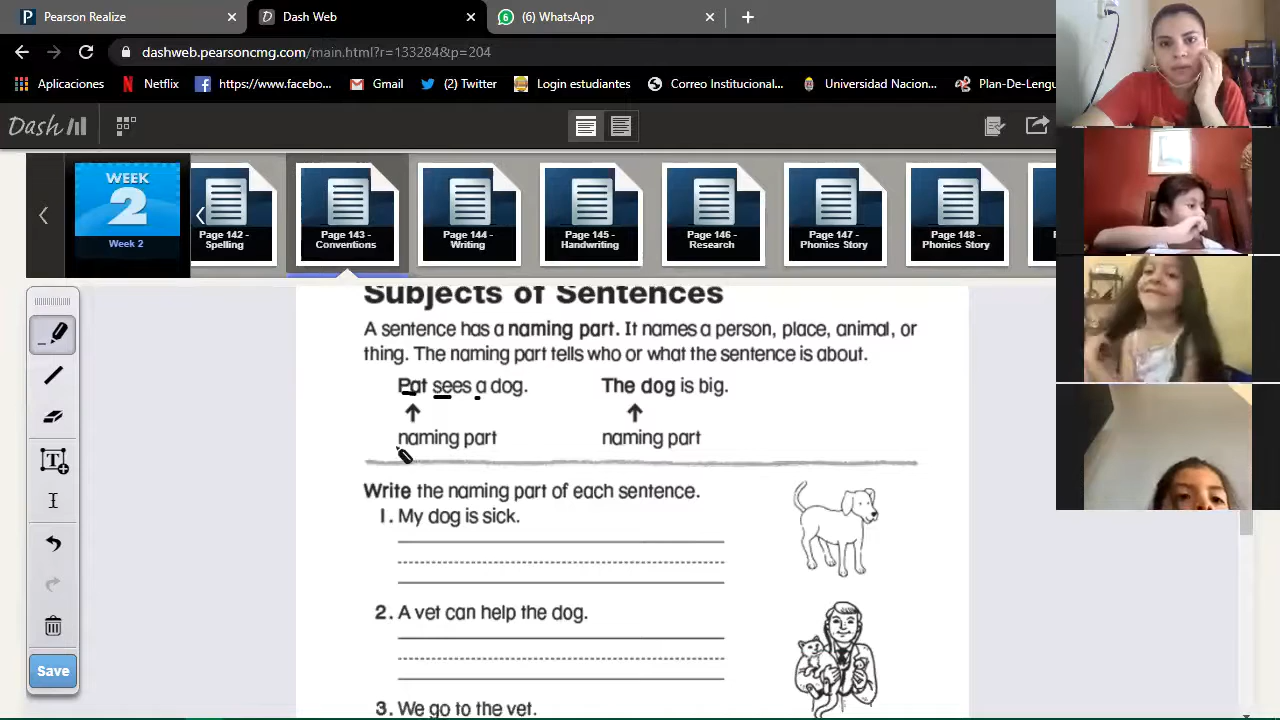 Pearson Realize
Dash Web
(6) WhatsApp
dashweb.pearsoncmg.com/main.html?r=133284&p=204
Aplicaciones
Netflix
https://www.facebo...
Gmail
(2) Twitter
Login estudiantes
Correo Institucional...
Universidad Nacion...
Plan-De-Lengu
Dash
WEEK
2
Week 2
Page 142 -
Spelling
Page 143 -
Conventions
Page 144 -
Writing
Page 145 -
Handwriting
Page 146 -
Research
Page 147 -
Phonics Story
Page 148 -
Phonics Story
Subjects of Sentences
A sentence has a naming part. It names a person, place, animal, or
thing. The naming part tells who or what the sentence is about.
Pat sees a dog. The dog is big.
naming part naming part
Write the naming part of each sentence.
1. My dog is sick.
2. A vet can help the dog.
3. We go to the vet.
T
I
Save